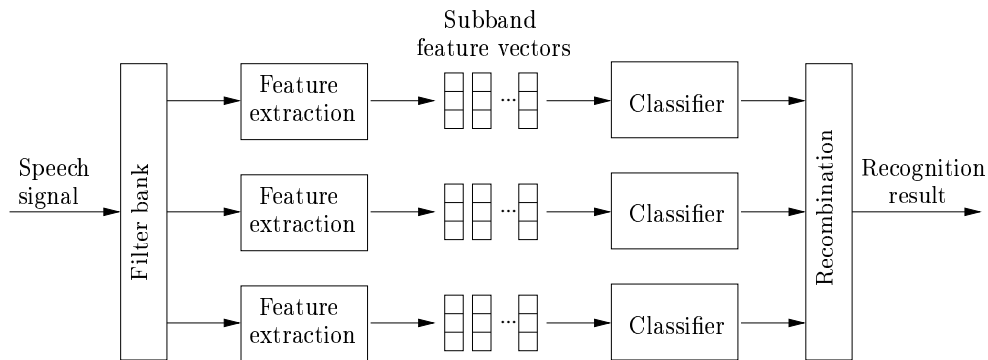 Subband
feature vectors
Speech
signal
Filter bank
Feature
extraction
...
Classifier
Feature
extraction
...
Classifier
Feature
extraction
...
Classifier
Recombination
Recognition
result